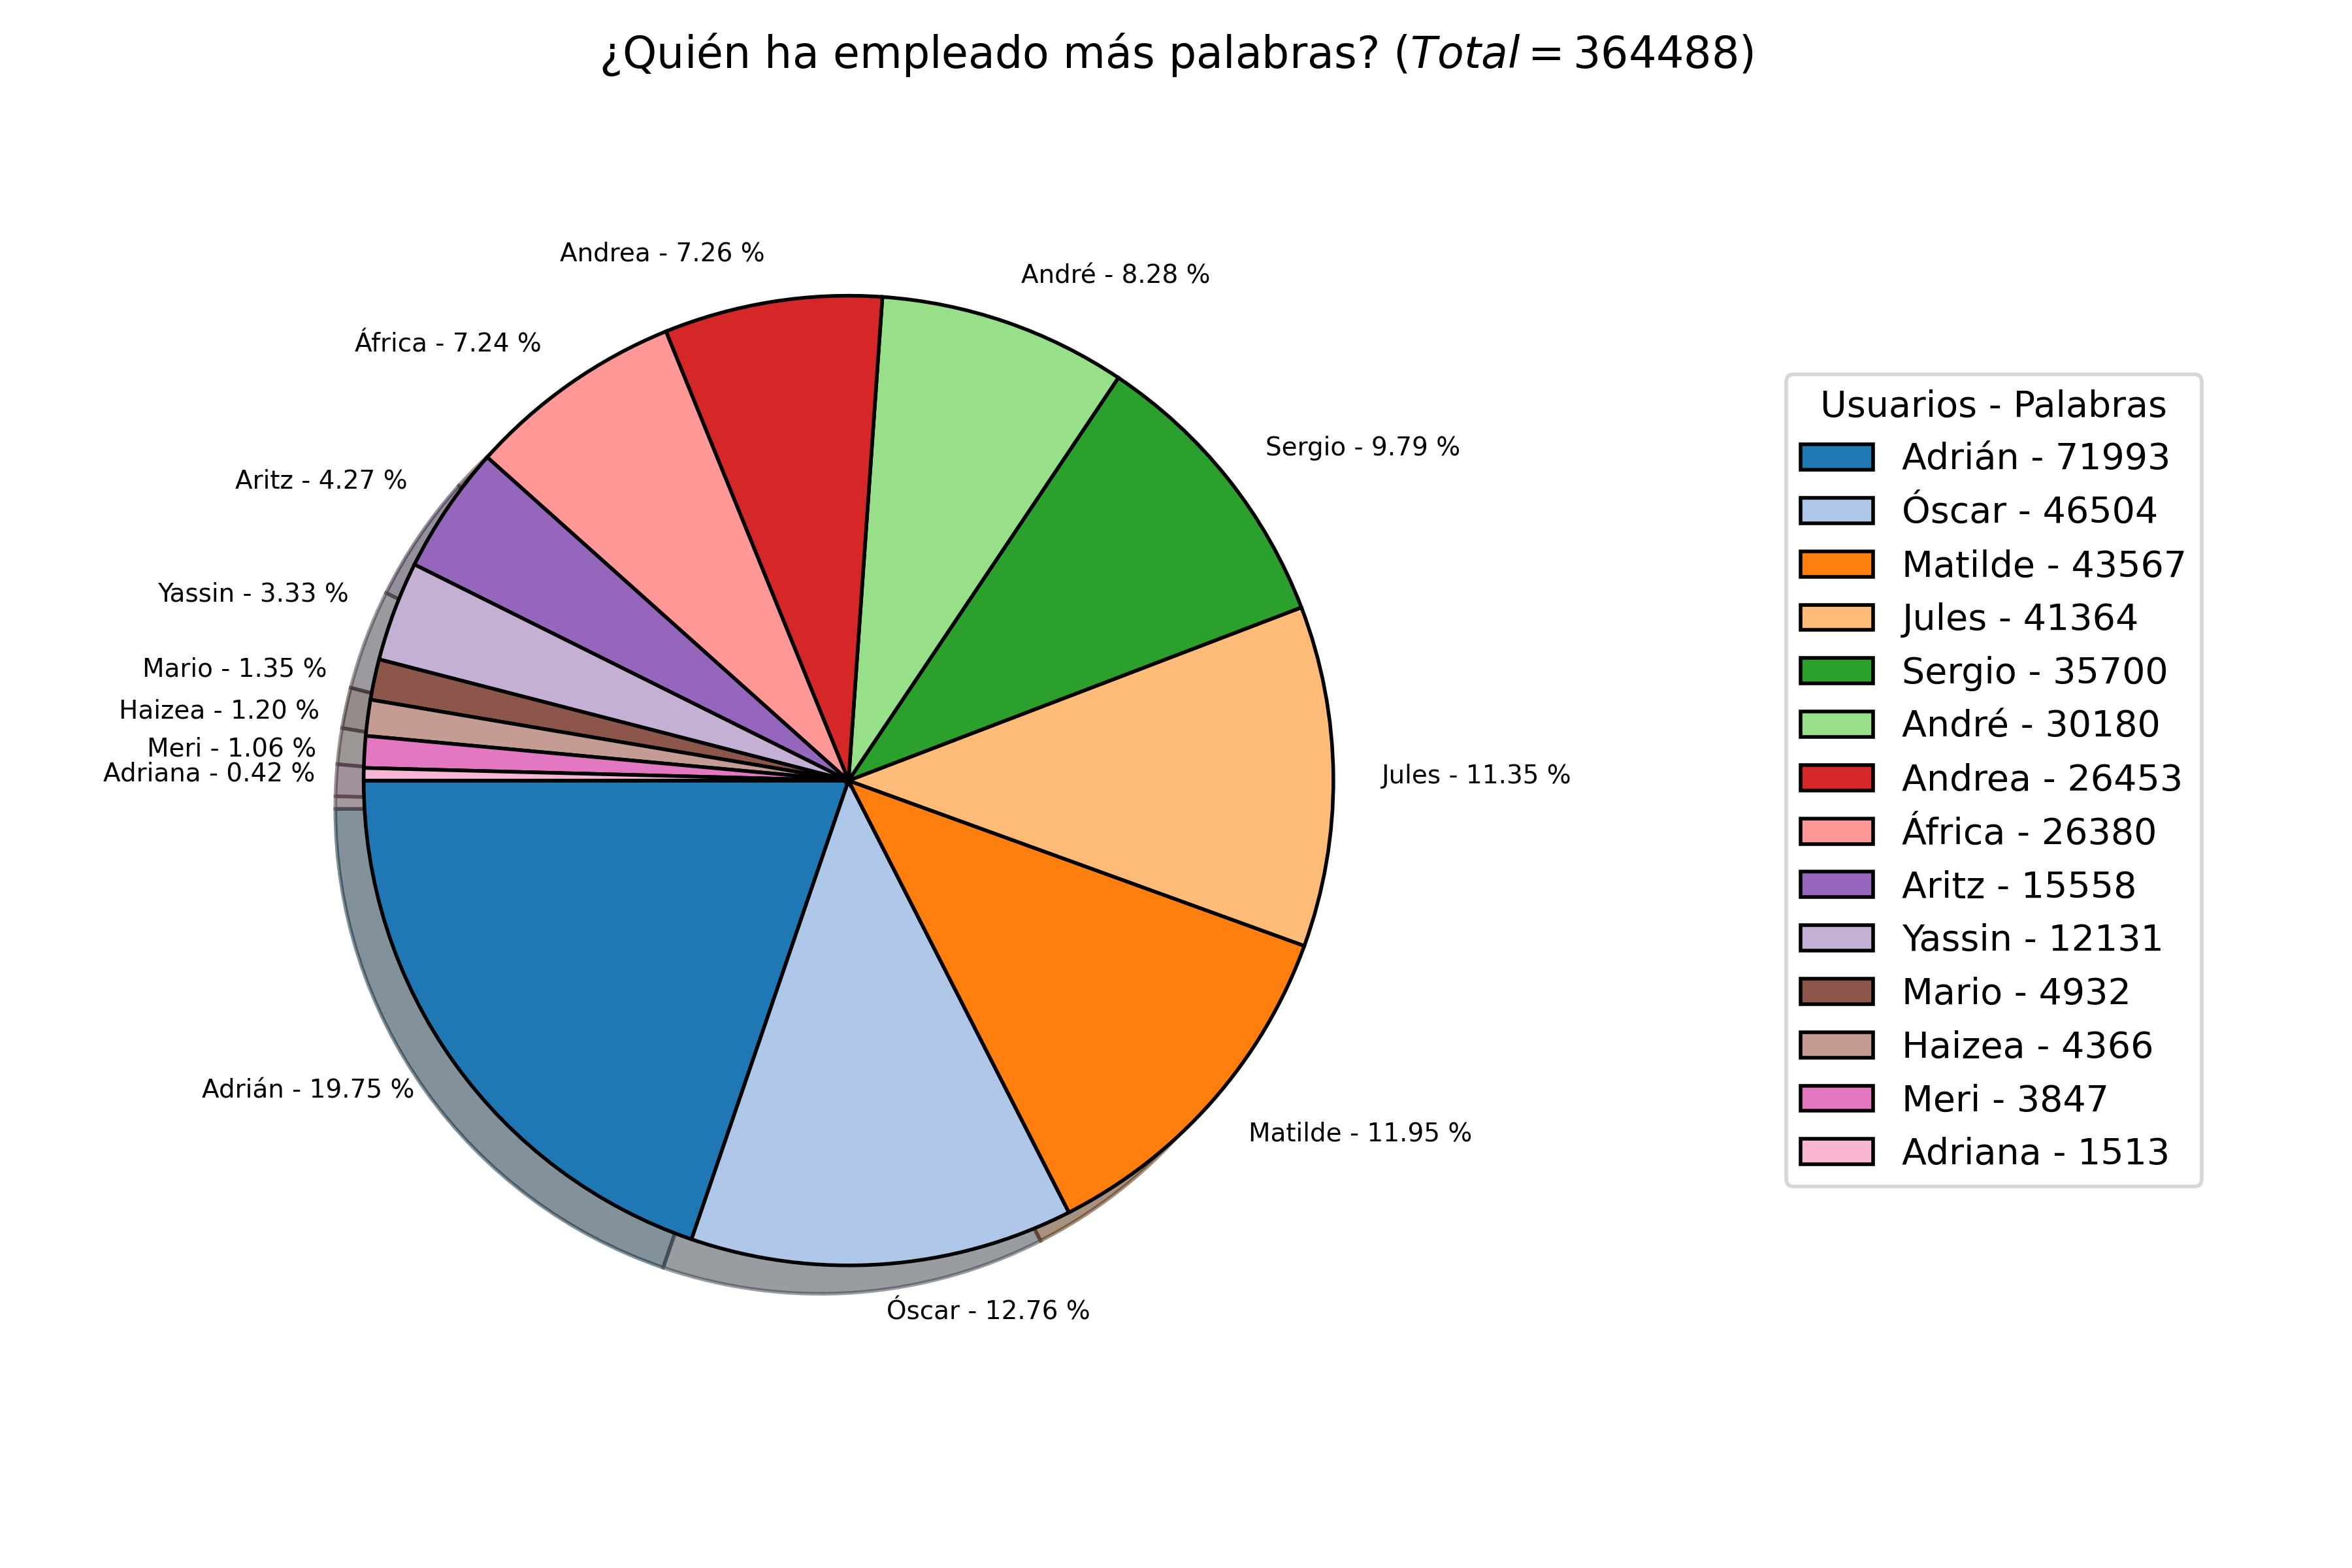 ¿Quién ha empleado más palabras? (Total = 364488)
Andrea - 7.26 %
André - 8.28 %
África - 7.24 %
Sergio - 9.79 %
Aritz - 4.27 %
Yassin - 3.33 %
Mario - 1.35 %
Haizea - 1.20 %
Meri - 1.06 %
Adriana - 0.42 %
Jules - 11.35 %
Adrián - 19.75 %
Matilde - 11.95 %
Óscar - 12.76 %
Usuarios - Palabras
Adrián - 71993
Óscar - 46504
Matilde - 43567
Jules - 41364
Sergio - 35700
André - 30180
Andrea - 26453
África - 26380
Aritz - 15558
Yassin - 12131
Mario - 4932
Haizea - 4366
Meri - 3847
Adriana - 1513